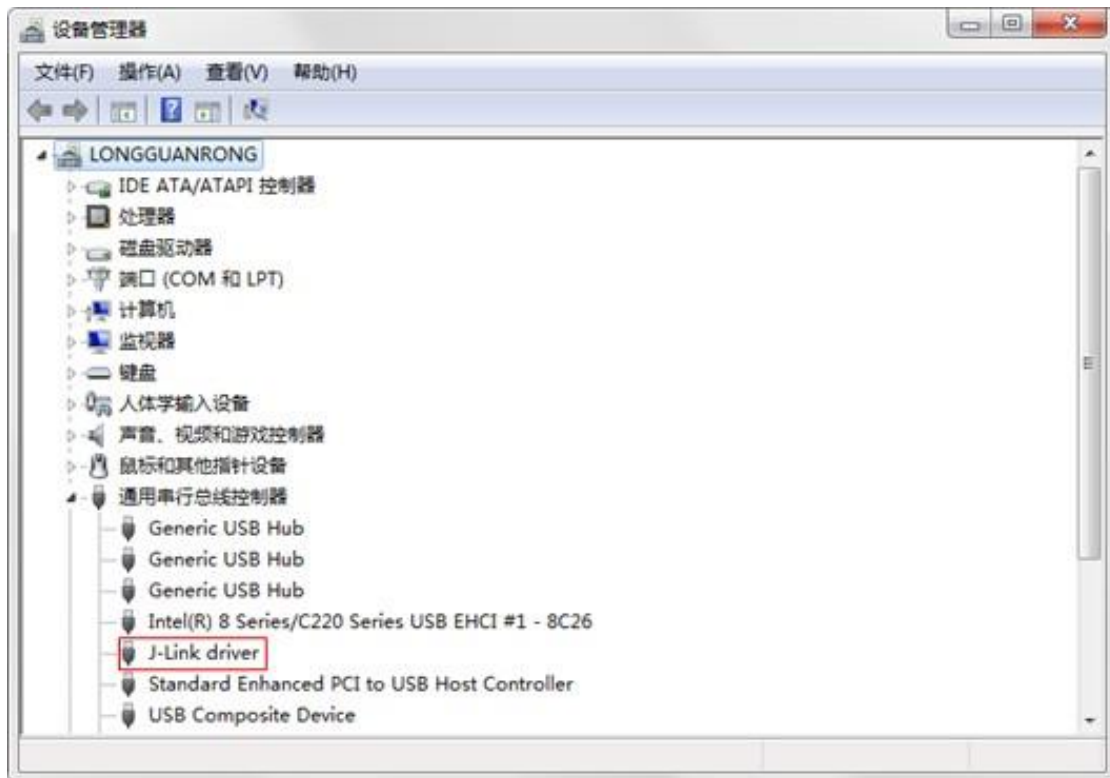 设备管理器
文件(F) 操作(A) 查看(V) 帮助(H)
LONGGUANRONG
IDE ATA/ATAPI 控制器
处理器
磁盘驱动器
端口 (COM 和 LPT)
计算机
监视器
键盘
人体学输入设备
声音、视频和游戏控制器
鼠标和其他指针设备
通用串行总线控制器
Generic USB Hub
Generic USB Hub
Generic USB Hub
Intel(R) 8 Series/C220 Series USB EHCI #1 - 8C26
J-Link driver
Standard Enhanced PCI to USB Host Controller
USB Composite Device